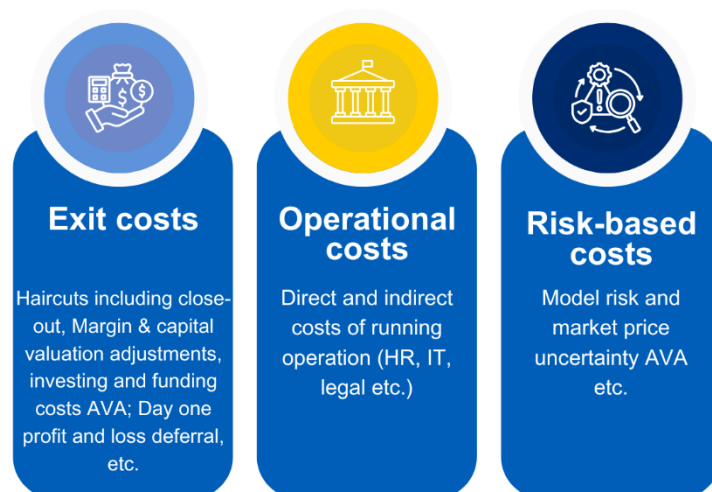 Exit costs
Haircuts including close-
out, Margin & capital
valuation adjustments,
investing and funding
costs AVA; Day one
profit and loss deferral,
etc.
Operational
costs
Direct and indirect
costs of running
operation (HR, IT,
legal etc.)
Risk-based
costs
Model risk and
market price
uncertainty AVA
etc.